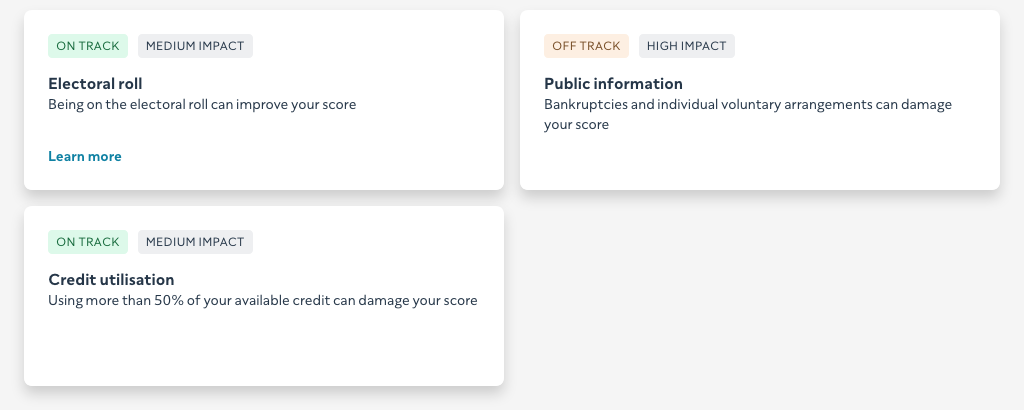 ON TRACK MEDIUM IMPACT
Electoral roll
Being on the electoral roll can improve your score
Learn more
OFF TRACK HIGH IMPACT
Public information
Bankruptcies and individual voluntary arrangements can damage
your score
ON TRACK MEDIUM IMPACT
Credit utilisation
Using more than 50% of your available credit can damage your score